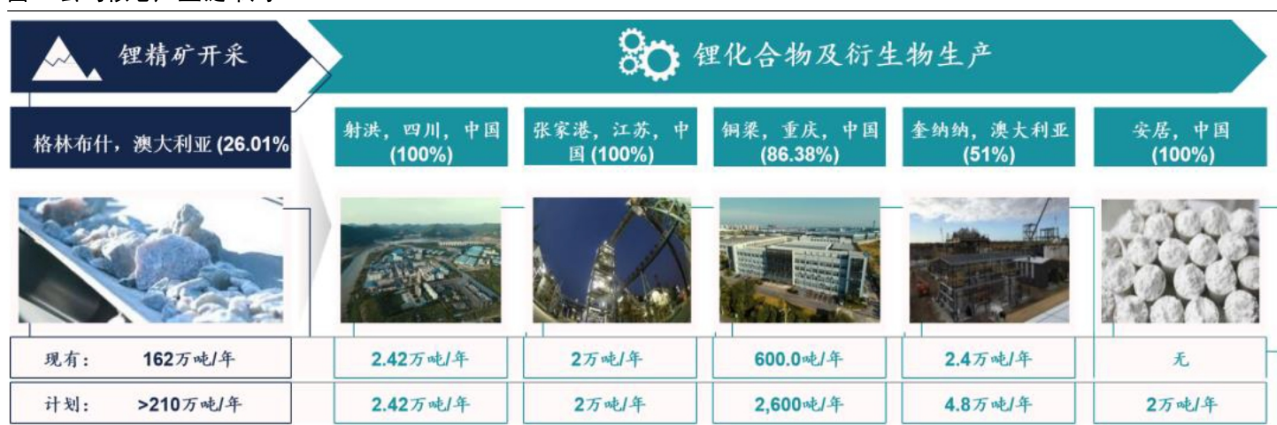 锂精矿开采
锂化合物及衍生物生产
格林布什，澳大利亚 (26.01%
射洪，四川，中国
(100%)
张家港，江苏，中
国 (100%)
铜梁，重庆，中国
(86.38%)
奎纳纳，澳大利亚
(51%)
安居，中国
(100%)
现有： 162万吨/年
2.42万吨/年
2万吨/年
600.0吨/年
2.4万吨/年
无
计划： >210万吨/年
2.42万吨/年
2万吨/年
2,600吨/年
4.8万吨/年
2万吨/年